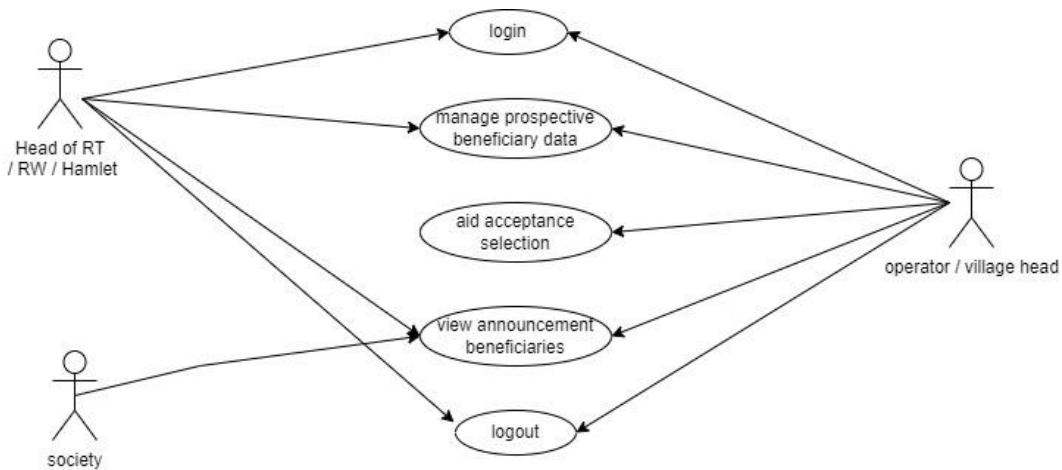 login
Head of RT
/ RW / Hamlet
manage prospective
beneficiary data
aid acceptance
selection
operator / village head
view announcement
beneficiaries
society
logout